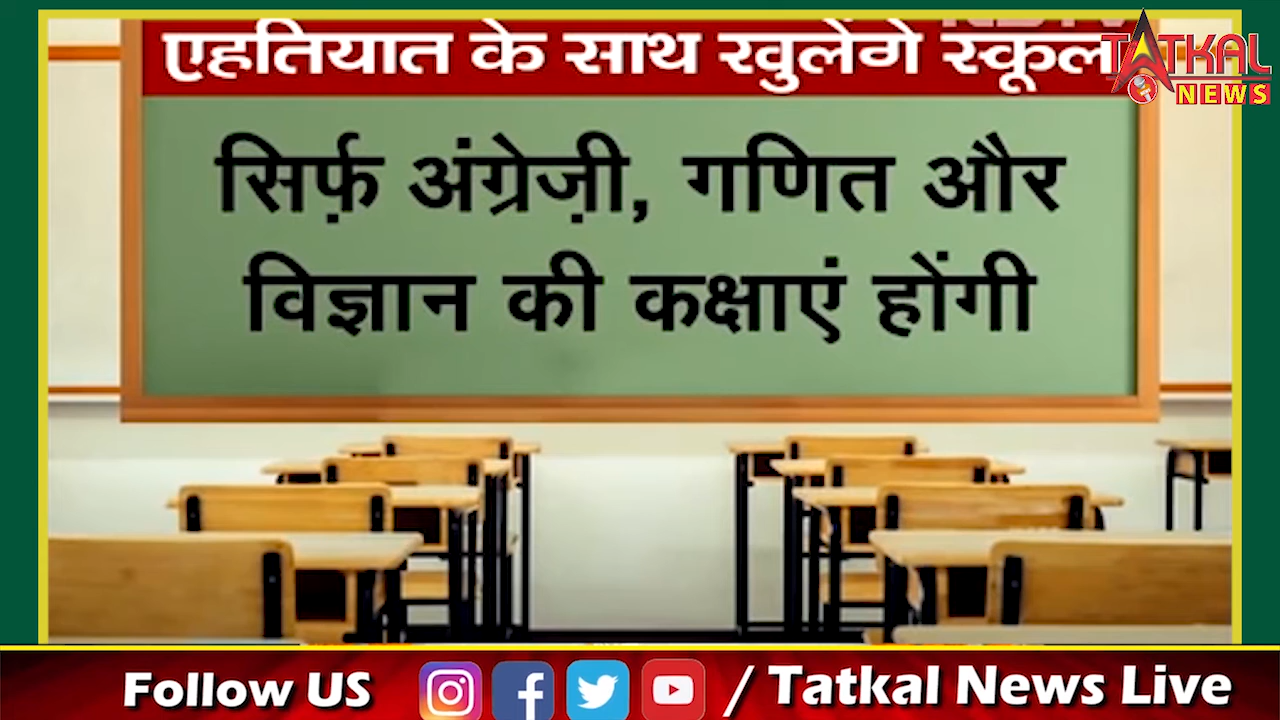 एहतियात के साथ खुलेंगे स्कूल
TATKAL
NEWS
सिर्फ़ अंग्रेज़ी, गणित और
विज्ञान की कक्षाएं होंगी
Follow US
/ Tatkal News Live